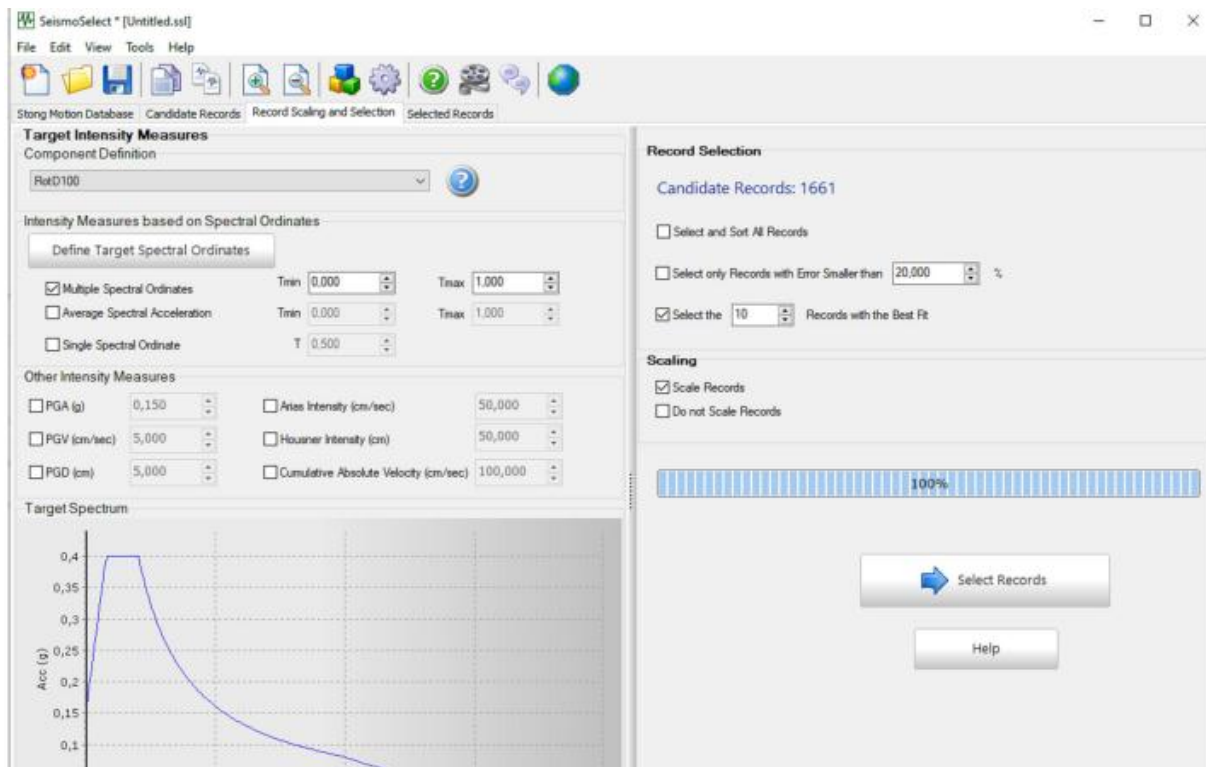 SeismoSelect * [Untitled.ssl]
File Edit View Tools Help
Stong Motion Database Candidate Records Record Scaling and Selection Selected Records
Target Intensity Measures
Component Definition
RotD100
Intensity Measures based on Spectral Ordinates
Define Target Spectral Ordinates
Multiple Spectral Ordinates Tmin 0,000 Tmax 1,000
Average Spectral Acceleration Tmin 0,000 Tmax 1,000
Single Spectral Ordinate T 0,500
Other Intensity Measures
PGA (g) 0,150 Arias Intensity (cm/sec) 50,000
PGV (cm/sec) 5,000 Housner Intensity (cm) 50,000
PGD (cm) 5,000 Cumulative Absolute Velocity (cm/sec) 100,000
Target Spectrum
0,4
0,35
0,3
0,25
0,2
0,15
0,1
Acc (g)
Record Selection
Candidate Records: 1661
Select and Sort All Records
Select only Records with Error Smaller than 20,000 %
Select the 10 Records with the Best Fit
Scaling
Scale Records
Do not Scale Records
100%
Select Records
Help